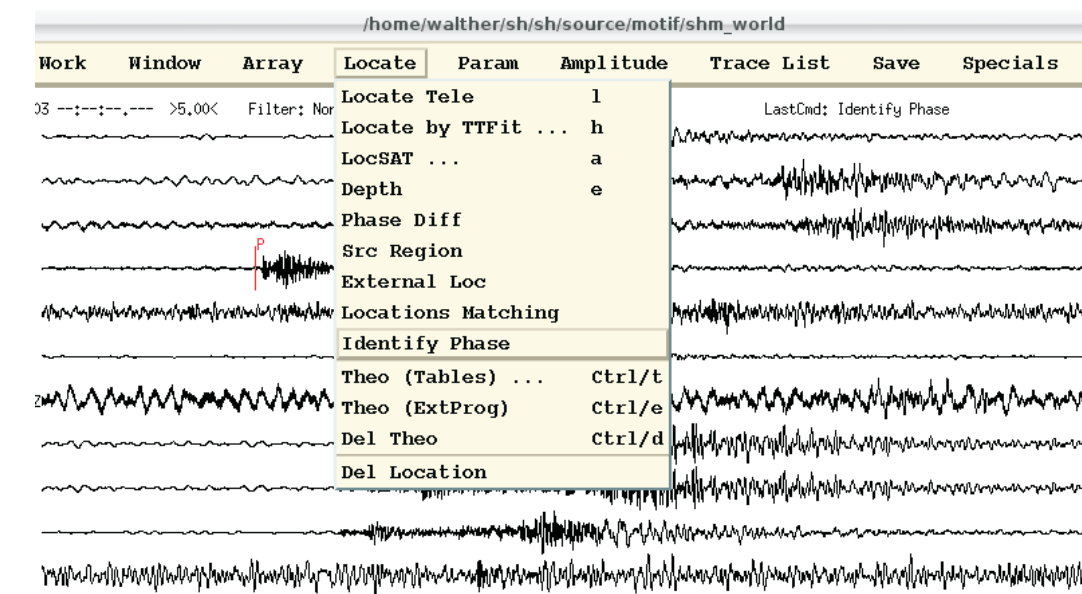 /home/walther/sh/sh/source/motif/shm_world
Work Window Array Locate Param Amplitude Trace List Save Specials
03 --:--:--.--- >5.00< Filter: Nor LastCmd: Identify Phase
Locate Tele l
Locate by TTFit ... h
LocSAT ... a
Depth e
Phase Diff
Src Region
P
External Loc
Locations Matching
Identify Phase
Theo (Tables) ... Ctrl/t
Theo (ExtProg) Ctrl/e
Z
Del Theo Ctrl/d
Del Location